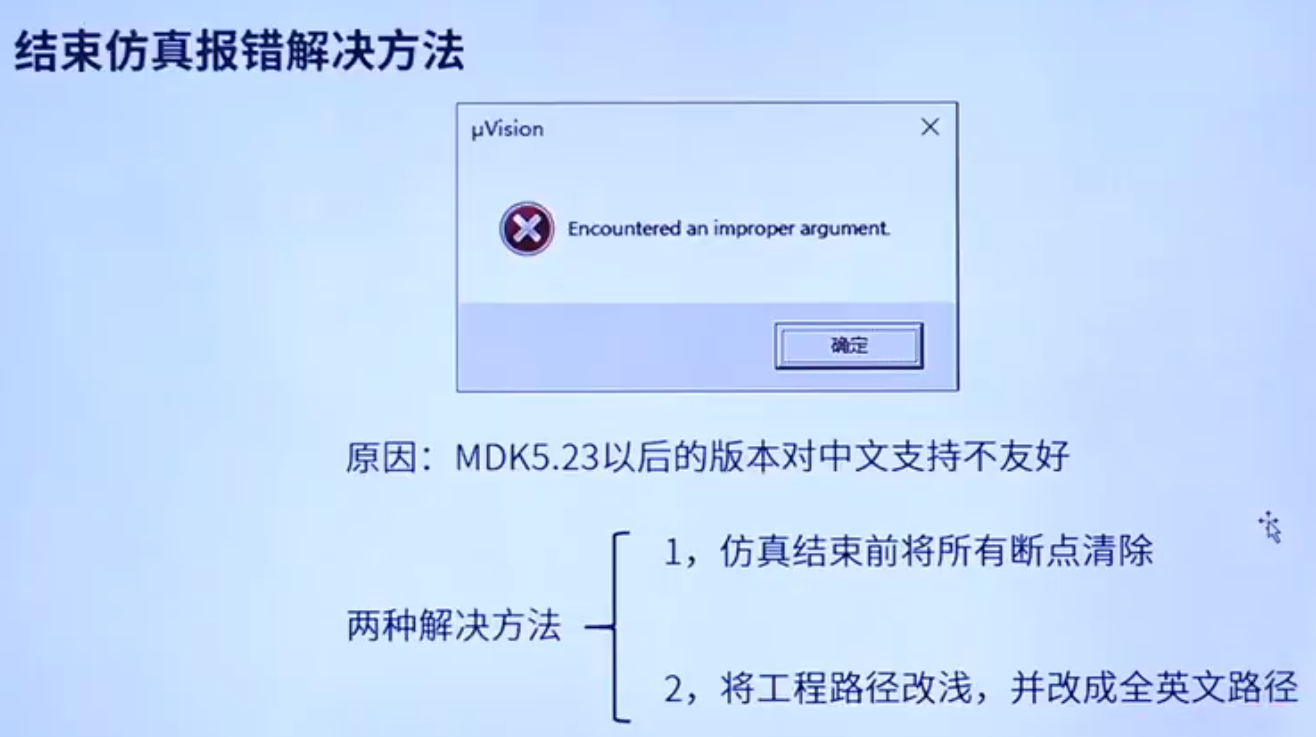 结束仿真报错解决方法
μVision
Encountered an improper argument.
确定
原因：MDK5.23以后的版本对中文支持不友好
1，仿真结束前将所有断点清除
两种解决方法
2，将工程路径改浅，并改成全英文路径